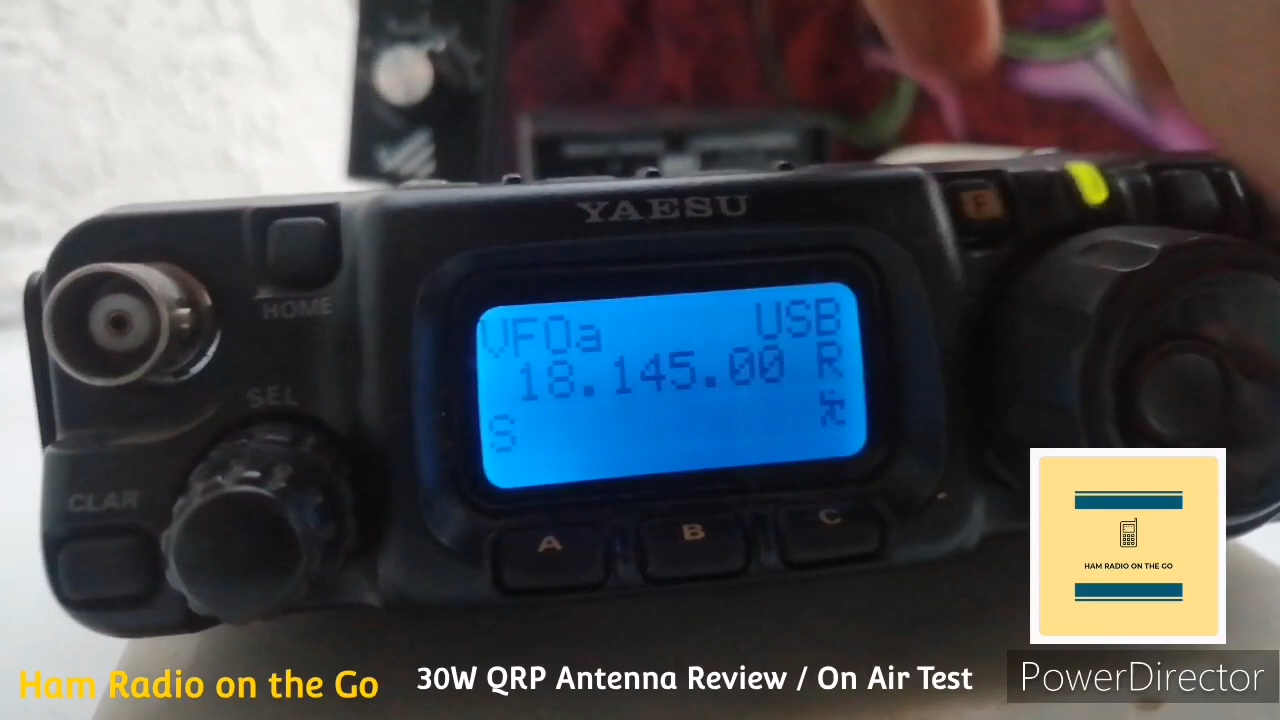 YAESU
F
HOME
VFOa USB
18.145.00 R
S
SEL
CLAR
A B C
HAM RADIO ON THE GO
Ham Radio on the Go
30W QRP Antenna Review / On Air Test
PowerDirector